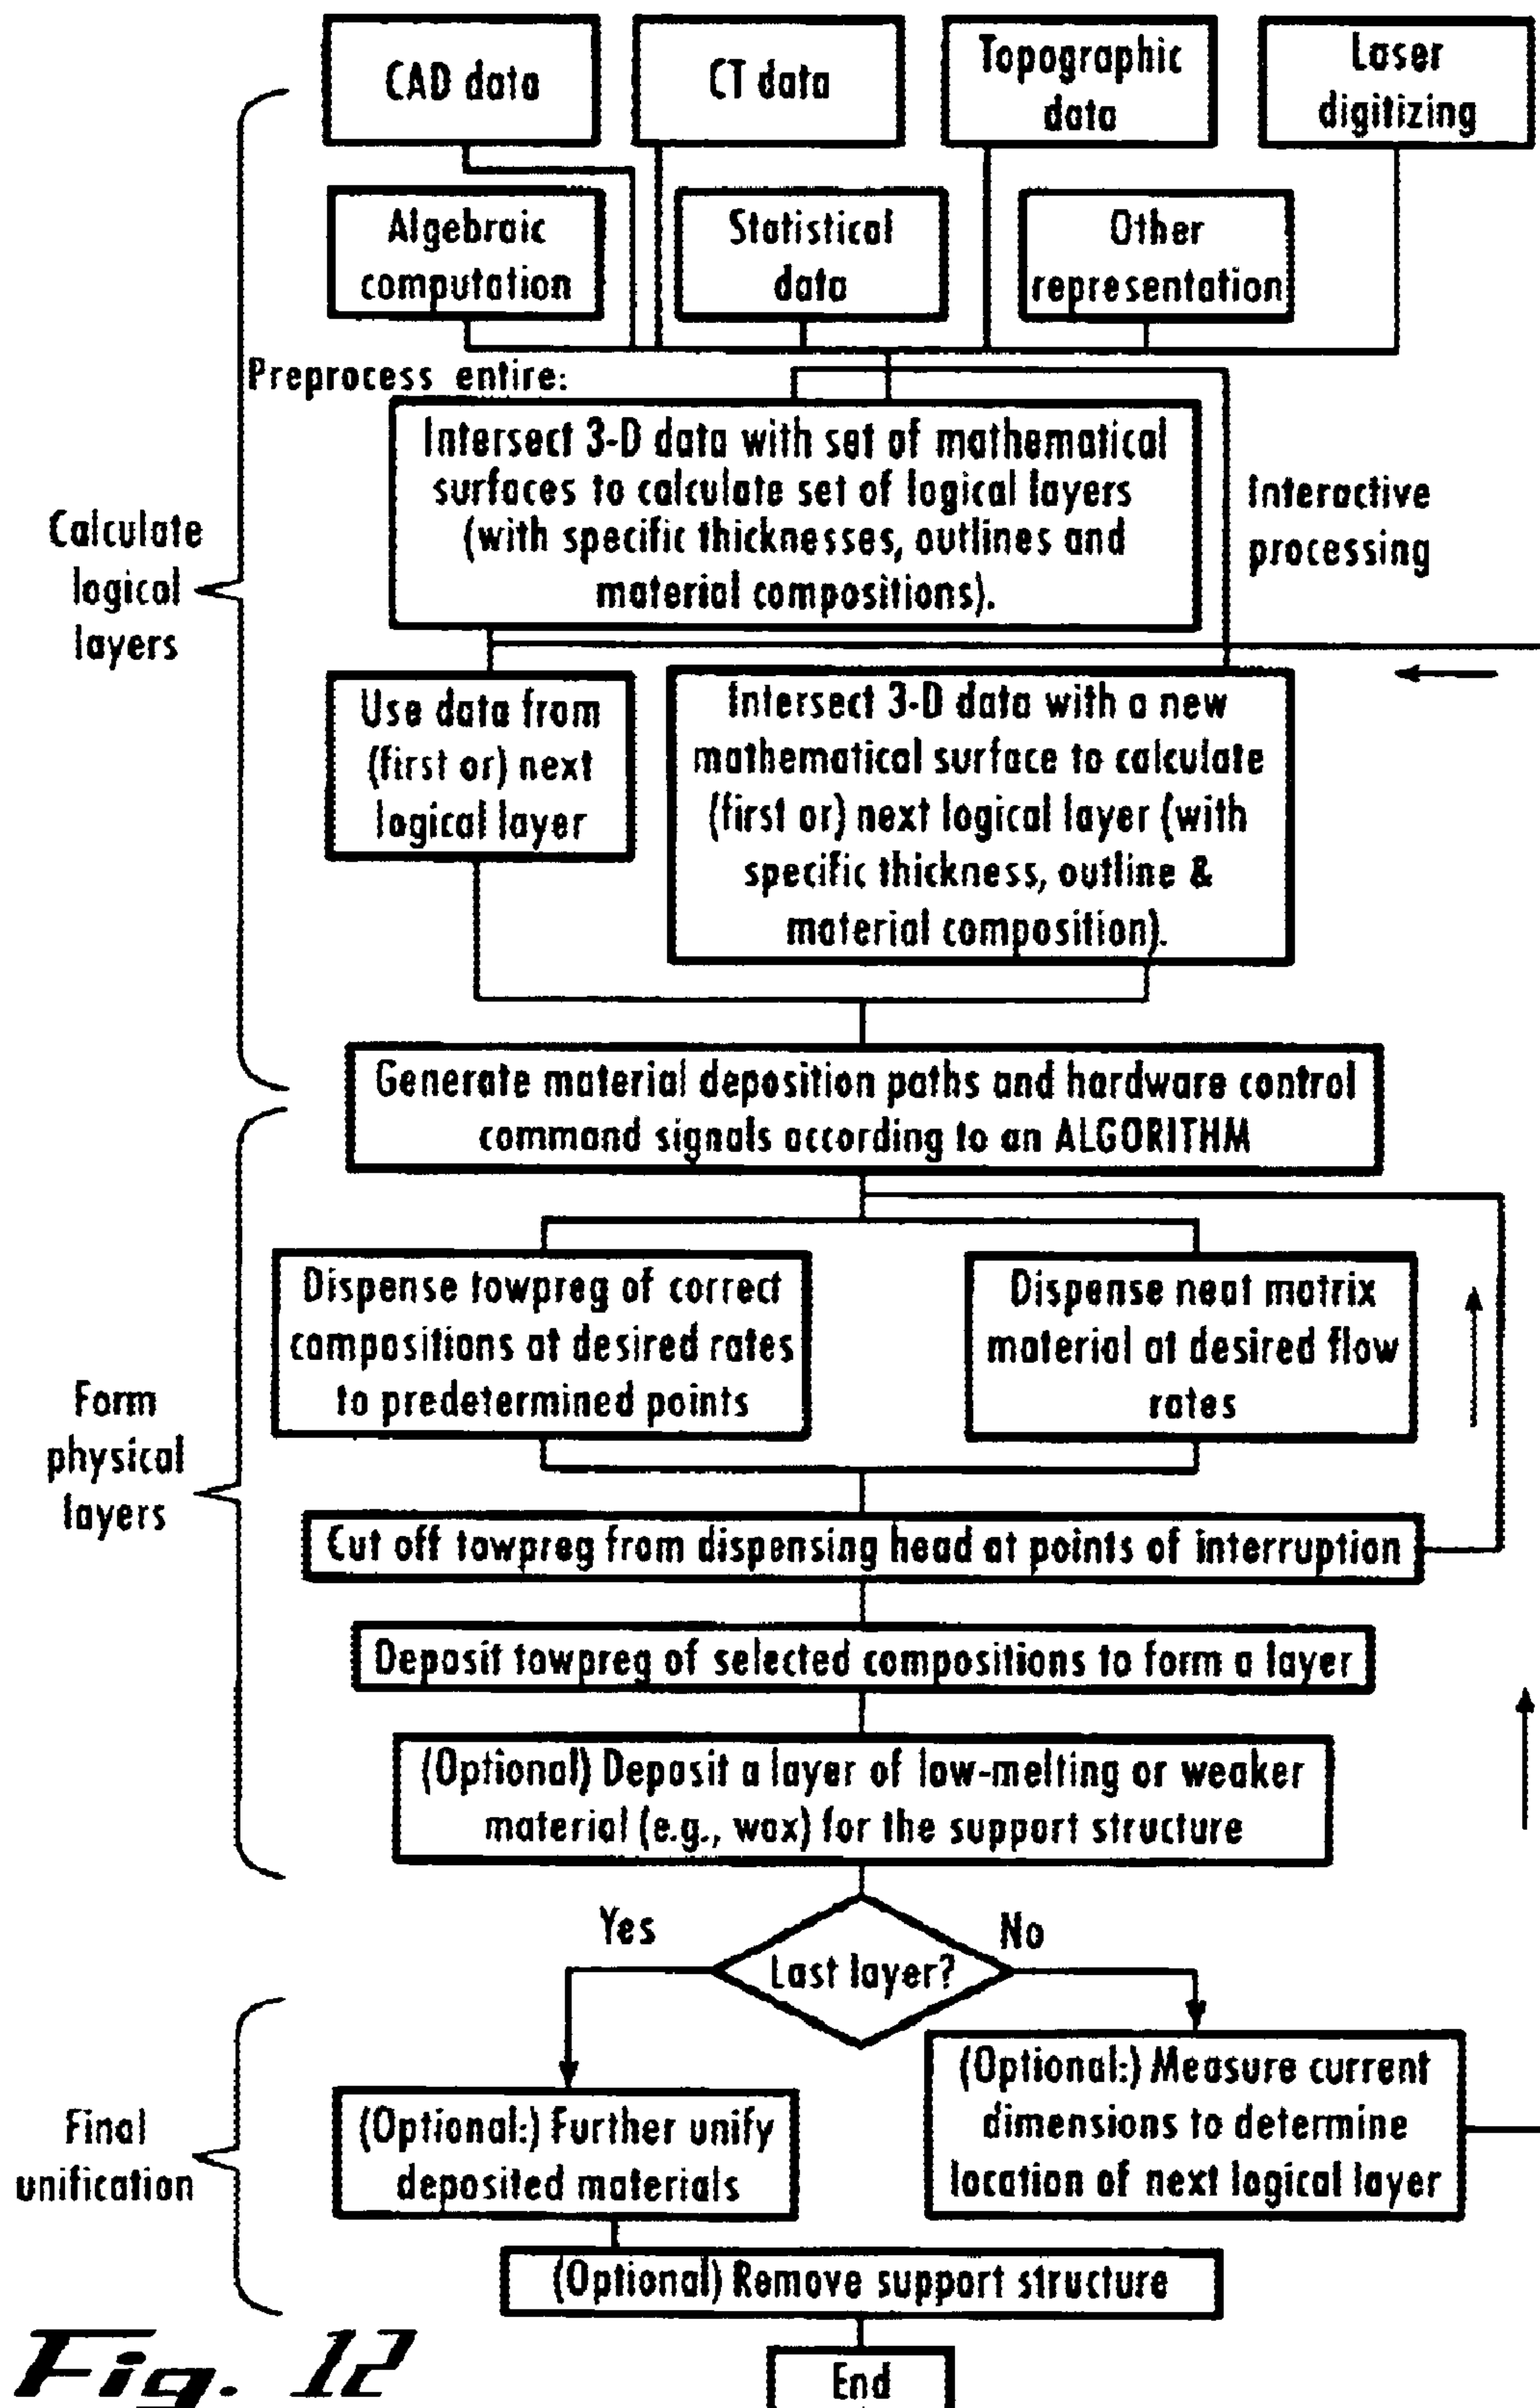 CAD data
CT data
Topographic
data
Laser
digitizing
Algebraic
computation
Statistical
data
Other
representation
Preprocess entire:
Intersect 3-D data with set of mathematical
surfaces to calculate set of logical layers
(with specific thicknesses, outlines and
material compositions).
Interactive
processing
Calculate
logical
layers
Use data from
(first or) next
logical layer
Intersect 3-D data with a new
mathematical surface to calculate
(first or) next logical layer (with
specific thickness, outline &
material composition).
Generate material deposition paths and hardware control
command signals according to an ALGORITHM
Dispense towpreg of correct
compositions at desired rates
to predetermined points
Dispense neat matrix
material at desired flow
rates
Form
physical
layers
Cut off towpreg from dispensing head at points of interruption
Deposit towpreg of selected compositions to form a layer
(Optional) Deposit a layer of low-melting or weaker
material (e.g., wax) for the support structure
Yes
No
Last layer?
Final
unification
(Optional:) Further unify
deposited materials
(Optional:) Measure current
dimensions to determine
location of next logical layer
(Optional) Remove support structure
End
Fig. 12